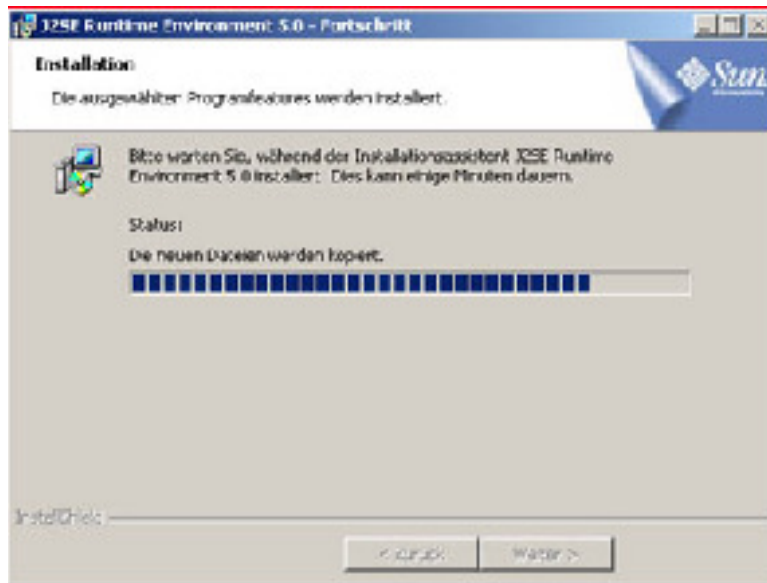 J2SE Runtime Environment 5.0 - Fortschritt
Installation
Die ausgewählten Programfeatures werden installiert.
Sun
Bitte warten Sie, während der Installationsassistent J2SE Runtime
Environment 5.0 installiert. Dies kann einige Minuten dauern.
Status:
Die neuen Dateien werden kopiert.
InstallShield
< Zurück
Weiter >